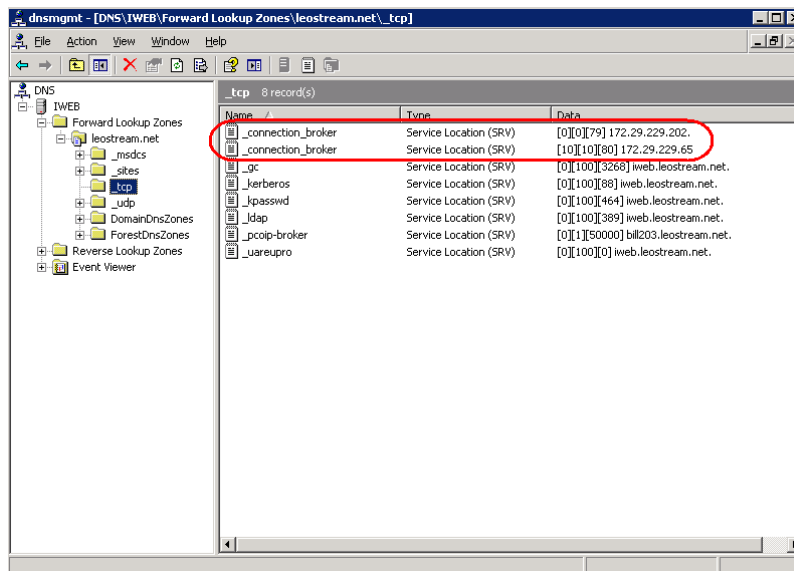 dnsmgmt - [DNS\IWEB\Forward Lookup Zones\leostream.net\_tcp]
File Action View Window Help
DNS
IWEB
Forward Lookup Zones
leostream.net
_msdcs
_sites
_tcp
_udp
DomainDnsZones
ForestDnsZones
Reverse Lookup Zones
Event Viewer
_tcp 8 record(s)
Name Type Data
_connection_broker Service Location (SRV) [0][0][79] 172.29.229.202.
_connection_broker Service Location (SRV) [10][10][80] 172.29.229.65
_gc Service Location (SRV) [0][100][3268] iweb.leostream.net.
_kerberos Service Location (SRV) [0][100][88] iweb.leostream.net.
_kpasswd Service Location (SRV) [0][100][464] iweb.leostream.net.
_ldap Service Location (SRV) [0][100][389] iweb.leostream.net.
_pcoip-broker Service Location (SRV) [0][1][50000] bill203.leostream.net.
_uareupro Service Location (SRV) [0][100][0] iweb.leostream.net.